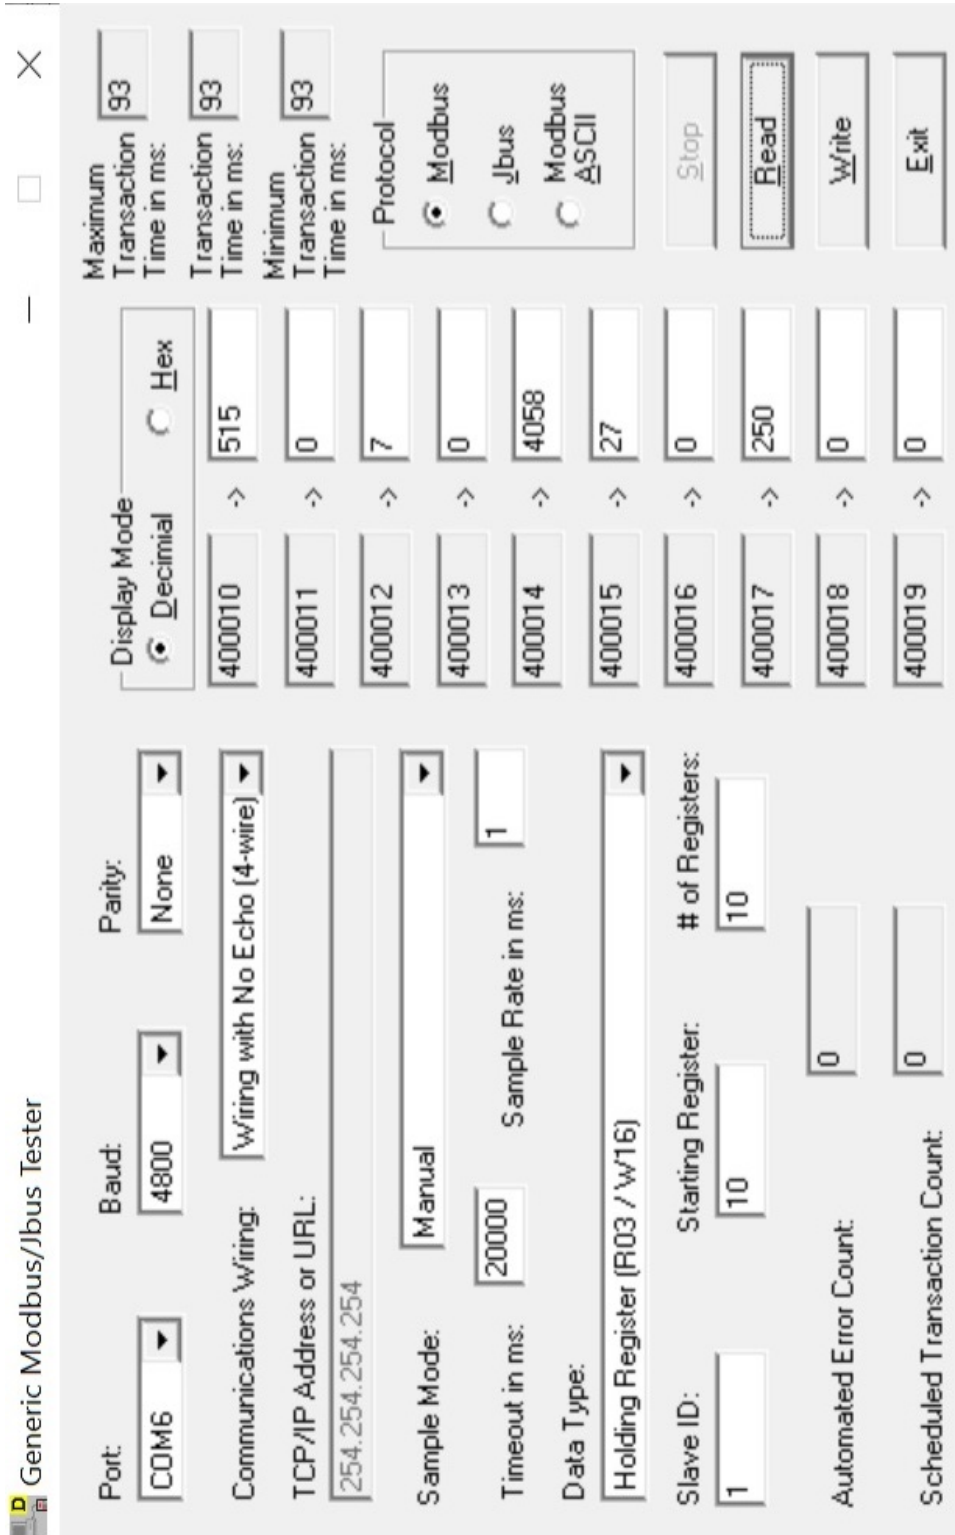 D
Generic Modbus/Jbus Tester
Port:
Baud:
Parity:
COM6
4800
None
Communications Wiring:
Wiring with No Echo (4-wire)
TCP/IP Address or URL:
254.254.254.254
Sample Mode:
Manual
Timeout in ms:
20000
Sample Rate in ms:
1
Data Type:
Holding Register (R03 / W16)
Slave ID:
Starting Register:
# of Registers:
1
10
10
Automated Error Count:
0
Scheduled Transaction Count:
0
Display Mode
Decimial
Hex
400010 -> 515
400011 -> 0
400012 -> 7
400013 -> 0
400014 -> 4058
400015 -> 27
400016 -> 0
400017 -> 250
400018 -> 0
400019 -> 0
Maximum
Transaction
Time in ms:
93
Transaction
Time in ms:
93
Minimum
Transaction
Time in ms:
93
Protocol
Modbus
Jbus
Modbus
ASCII
Stop
Read
Write
Exit